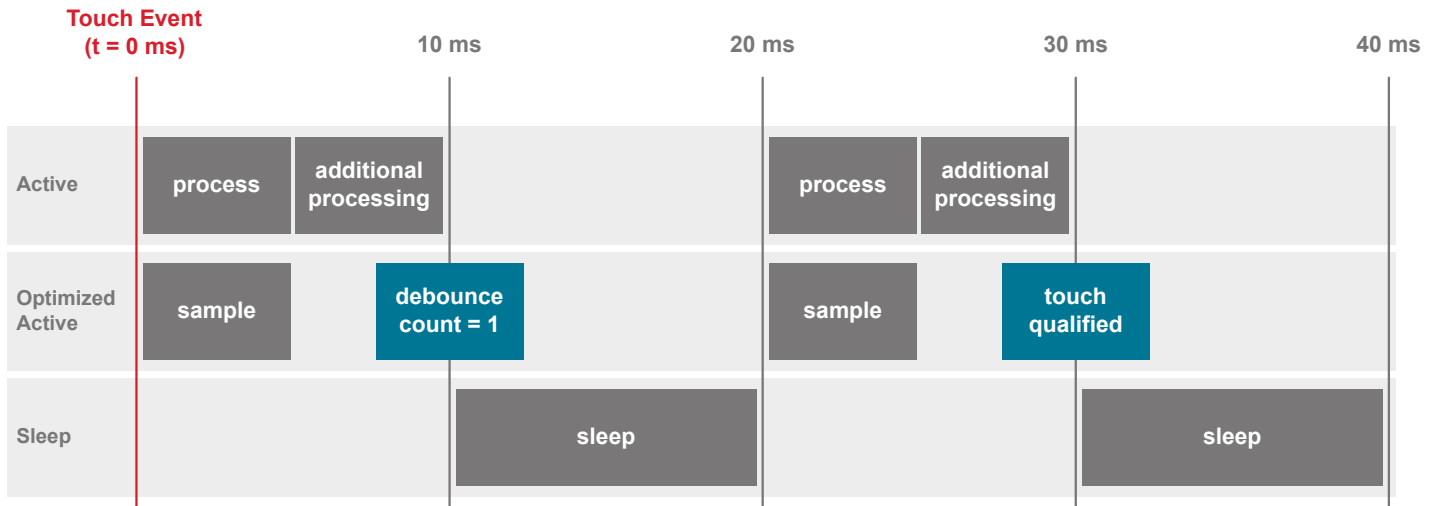 Touch Event
(t = 0 ms)
10 ms
20 ms
30 ms
40 ms
Active
process
additional
processing
process
additional
processing
Optimized
Active
sample
debounce
count = 1
sample
touch
qualified
Sleep
sleep
sleep